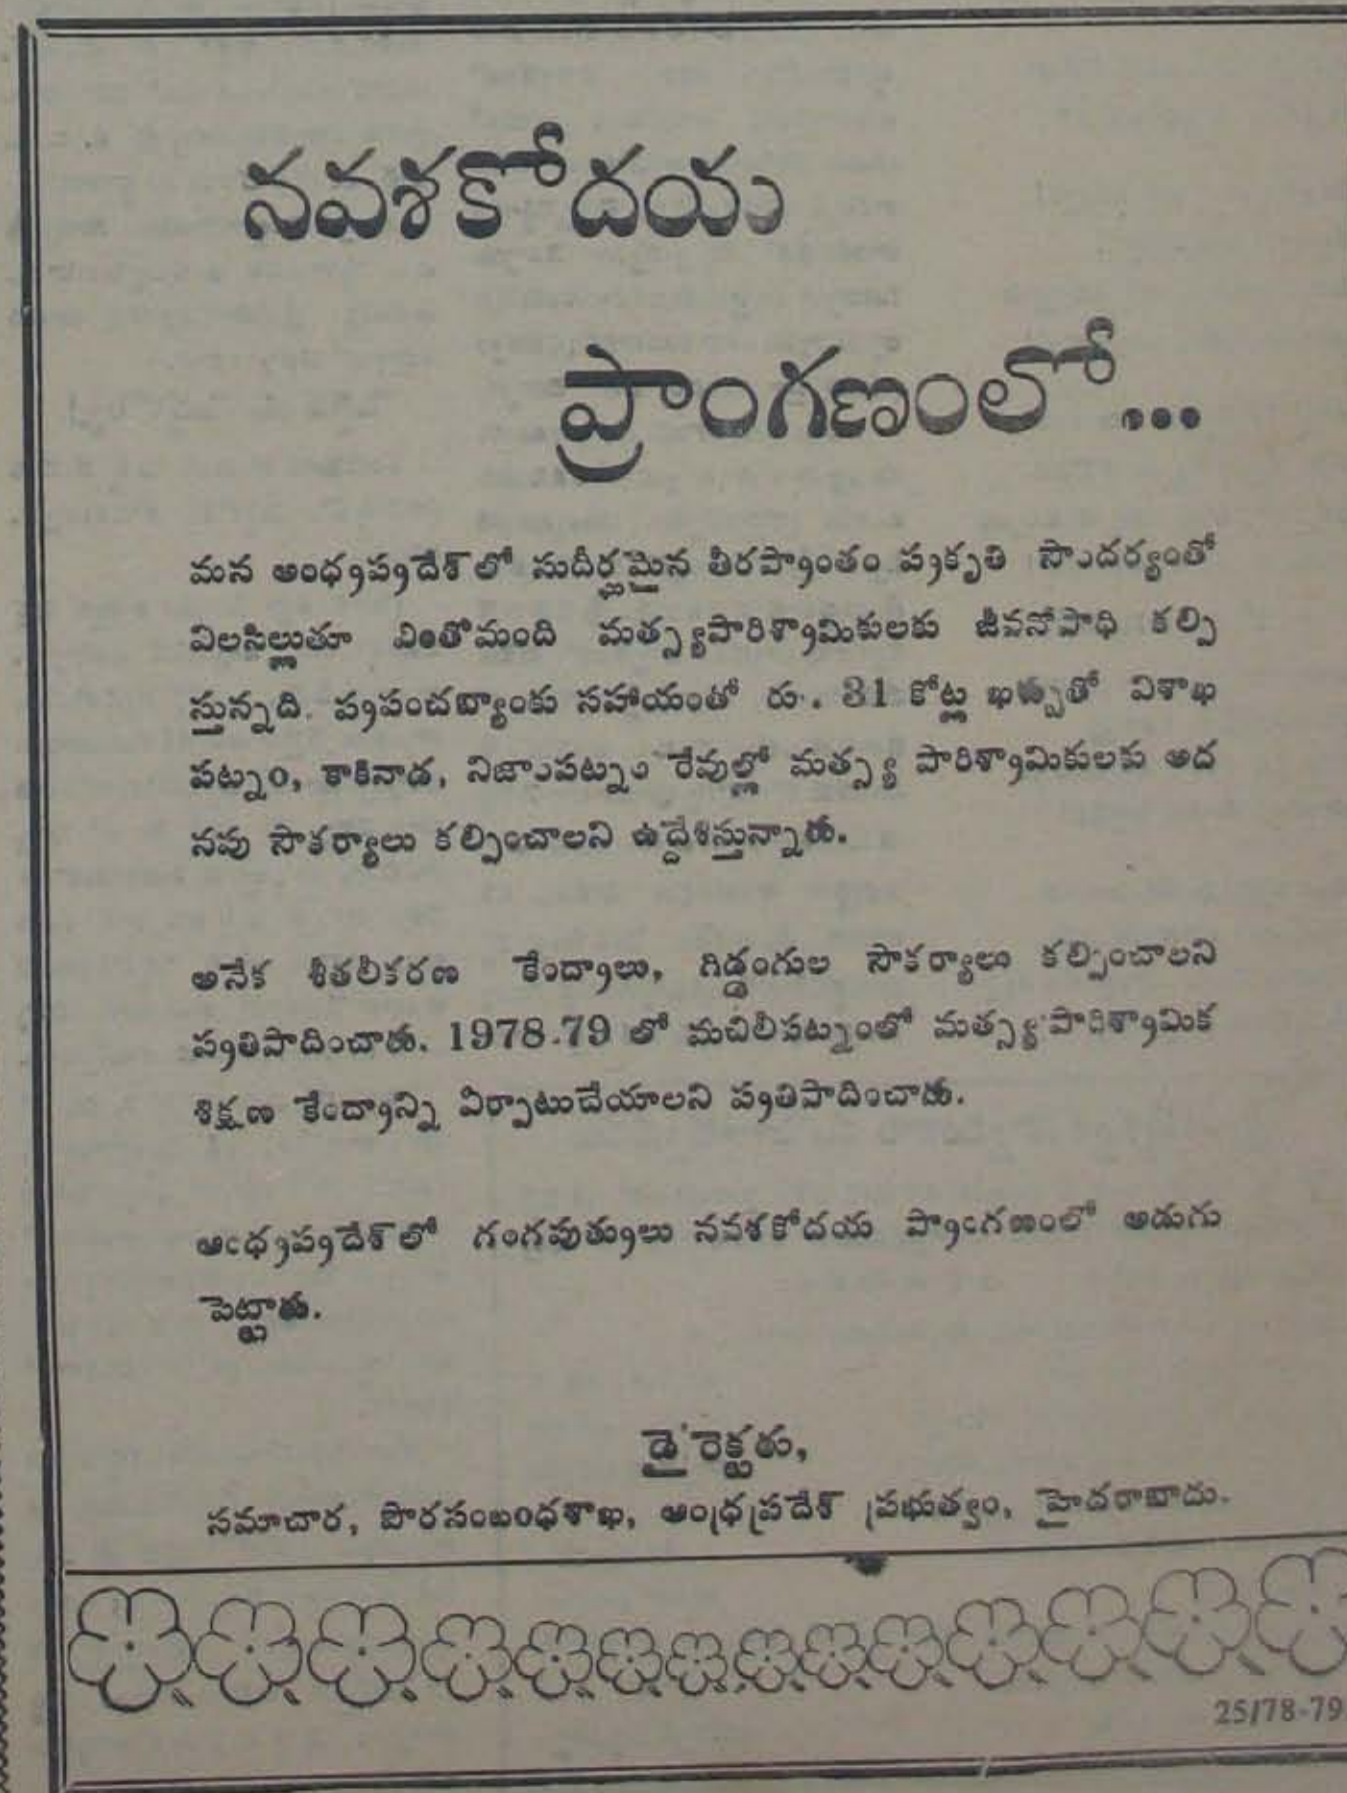 నవశకోదయ
ప్రాంగణంలో...
మన ఆంధ్రప్రదేశ్‌లో సుదీర్ఘమైన తీరప్రాంతం ప్రకృతి సౌందర్యంతో
విలసిల్లుతూ ఎంతోమంది మత్స్యపారిశ్రామికులకు జీవనోపాధి కల్పి
స్తున్నది. ప్రపంచబ్యాంకు సహాయంతో రు. 31 కోట్ల ఖర్చుతో విశాఖ
పట్నం, కాకినాడ, నిజాంపట్నం రేవుల్లో మత్స్య పారిశ్రామికులకు అద
నపు సౌకర్యాలు కల్పించాలని ఉద్దేశిస్తున్నారు.
అనేక శీతలీకరణ కేంద్రాలు, గిడ్డంగుల సౌకర్యాలు కల్పించాలని
ప్రతిపాదించారు. 1978-79 లో మచిలీపట్నంలో మత్స్యపారిశ్రామిక
శిక్షణ కేంద్రాన్ని ఏర్పాటుచేయాలని ప్రతిపాదించారు.
ఆంధ్రప్రదేశ్‌లో గంగపుత్రులు నవశకోదయ ప్రాంగణంలో అడుగు
పెట్టారు.
డైరెక్టరు,
సమాచార, పౌరసంబంధశాఖ, ఆంధ్రప్రదేశ్ ప్రభుత్వం, హైదరాబాదు.
25/78-79